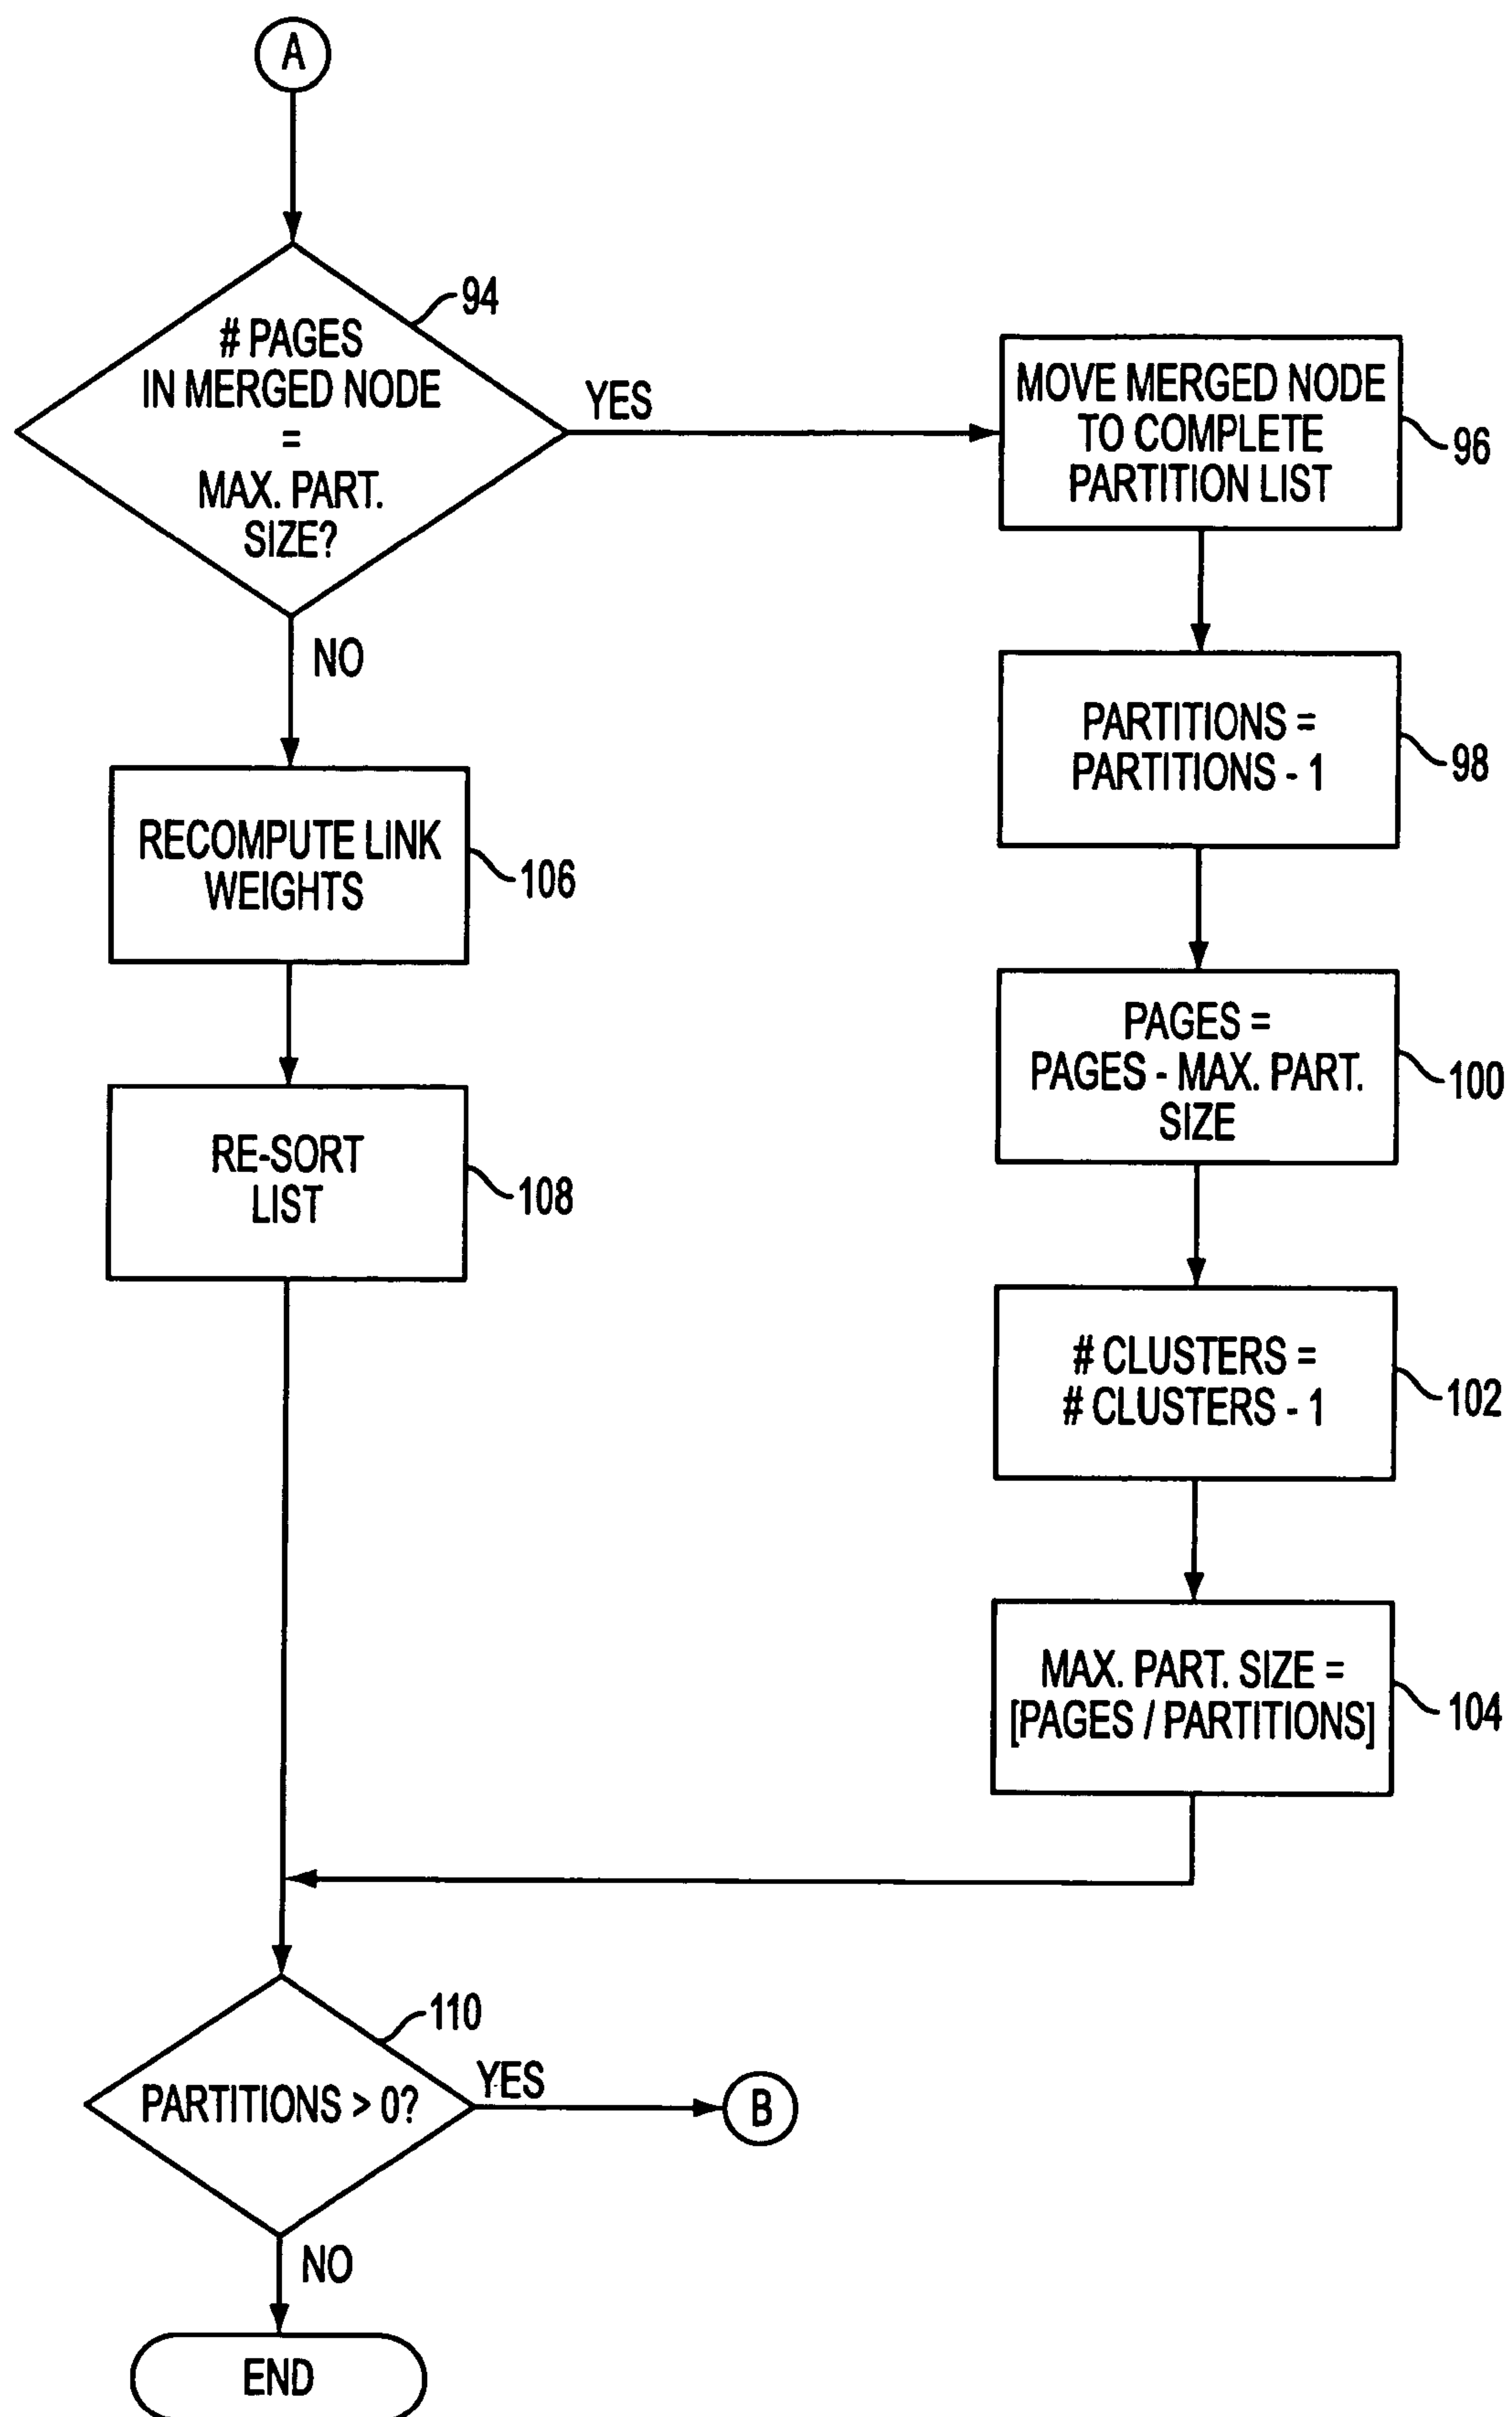 A
# PAGES
IN MERGED NODE
=
MAX. PART.
SIZE?
94
YES
MOVE MERGED NODE
TO COMPLETE
PARTITION LIST
96
NO
PARTITIONS =
PARTITIONS - 1
98
RECOMPUTE LINK
WEIGHTS
106
PAGES =
PAGES - MAX. PART.
SIZE
100
RE-SORT
LIST
108
# CLUSTERS =
# CLUSTERS - 1
102
MAX. PART. SIZE =
[PAGES / PARTITIONS]
104
110
PARTITIONS > 0?
YES
B
NO
END